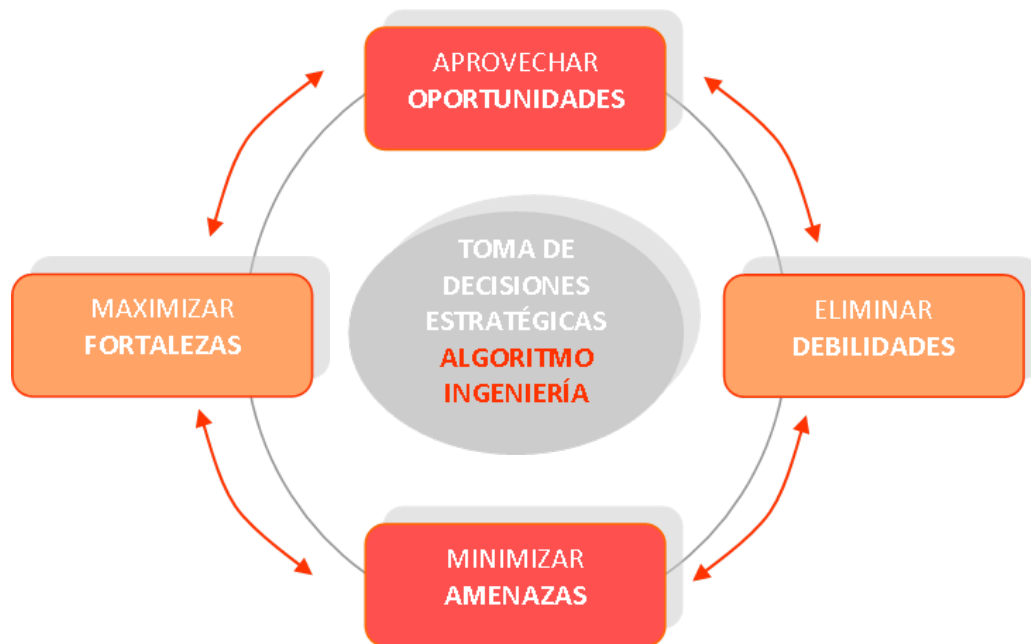 APROVECHAR
OPORTUNIDADES
MAXIMIZAR
FORTALEZAS
TOMA DE
DECISIONES
ESTRATÉGICAS
ALGORITMO
INGENIERÍA
ELIMINAR
DEBILIDADES
MINIMIZAR
AMENAZAS